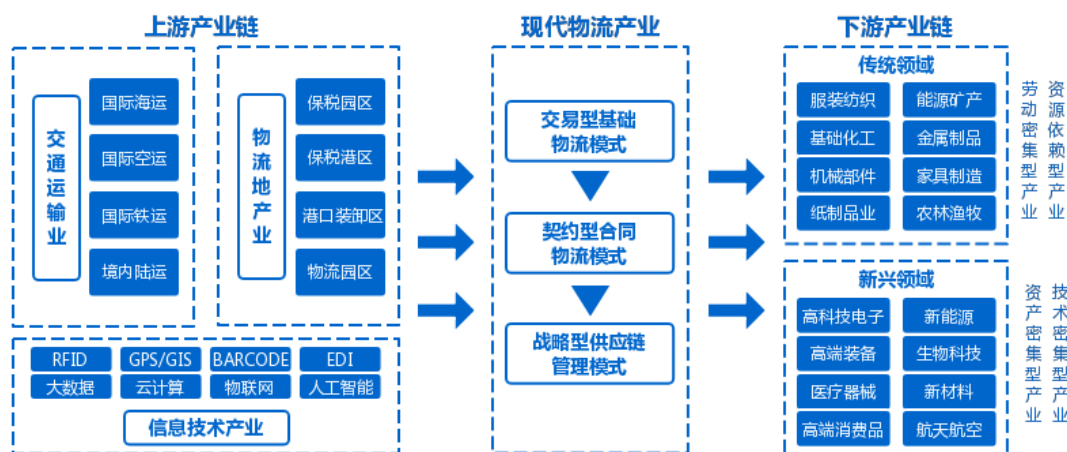 上游产业链
交通运输业
国际海运
国际空运
国际铁运
境内陆运
物流地产业
保税园区
保税港区
港口装卸区
物流园区
RFID GPS/GIS BARCODE EDI
大数据 云计算 物联网 人工智能
信息技术产业
现代物流产业
交易型基础
物流模式
契约型合同
物流模式
战略型供应链
管理模式
下游产业链
传统领域
服装纺织 能源矿产
基础化工 金属制品
机械部件 家具制造
纸制品业 农林渔牧
劳动密集型产业
资源依赖型产业
新兴领域
高科技电子 新能源
高端装备 生物科技
医疗器械 新材料
高端消费品 航天航空
资产密集型产业
技术密集型产业